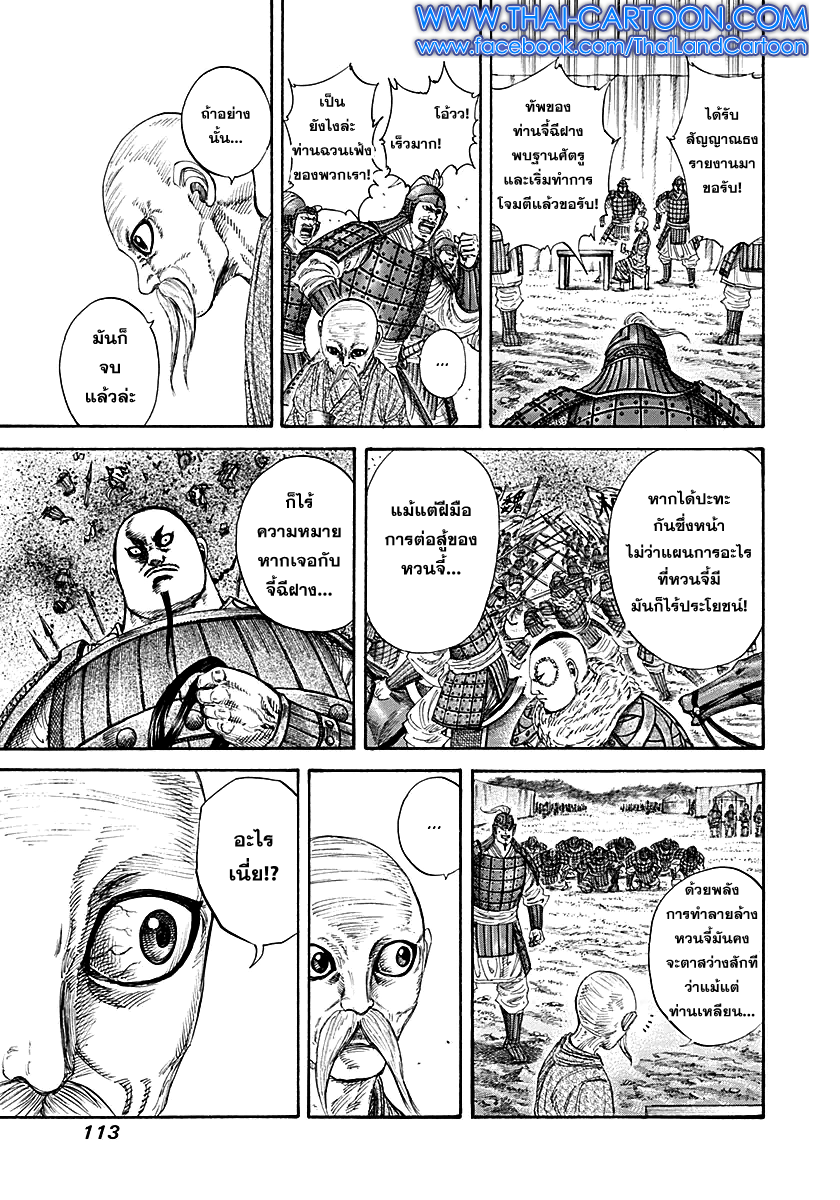 WWW.THAI-CARTOON.COM
www.facebook.com/ThaiLandCartoon
ได้รับ
สัญญาณธง
รายงานมา
ขอรับ!
ทัพของ
ท่านจี้ฉีฝาง
พบฐานศัตรู
และเริ่มทำการ
โจมตีแล้วขอรับ!
โอ้วว!
เร็วมาก!
เป็น
ยังไงล่ะ
ท่านฉวนเฟ้ง
ของพวกเรา!
...
ถ้าอย่าง
นั้น...
มันก็
จบ
แล้วล่ะ
หากได้ปะทะ
กันซึ่งหน้า
ไม่ว่าแผนการอะไร
ที่หวนจี้มี
มันก็ไร้ประโยชน์!
แม้แต่ฝีมือ
การต่อสู้ของ
หวนจี้...
ก็ไร้
ความหมาย
หากเจอกับ
จี้ฉีฝาง...
ด้วยพลัง
การทำลายล้าง
หวนจี้มันคง
จะตาสว่างสักที
ว่าแม้แต่
ท่านเหลียน...
...
...
อะไร
เนี่ย!?
113